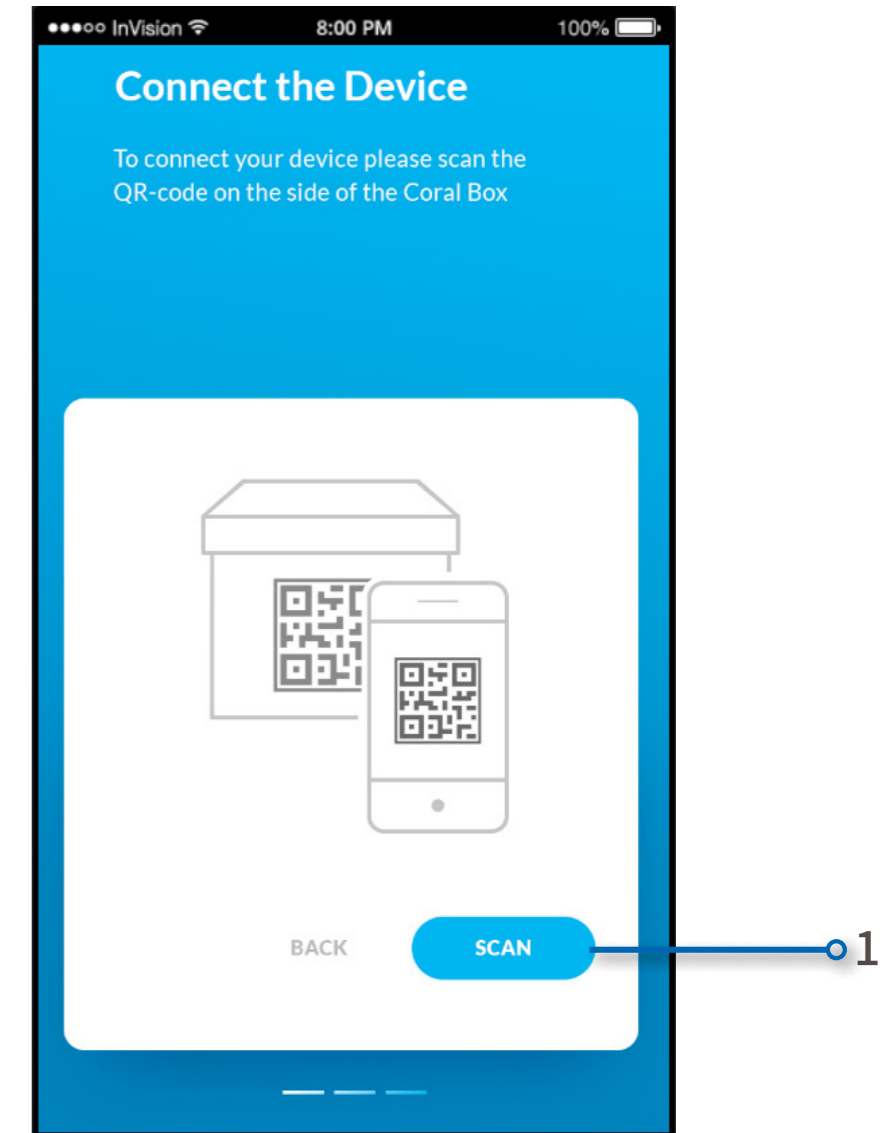 InVision 8:00 PM 100%
Connect the Device
To connect your device please scan the
QR-code on the side of the Coral Box
BACK SCAN 1